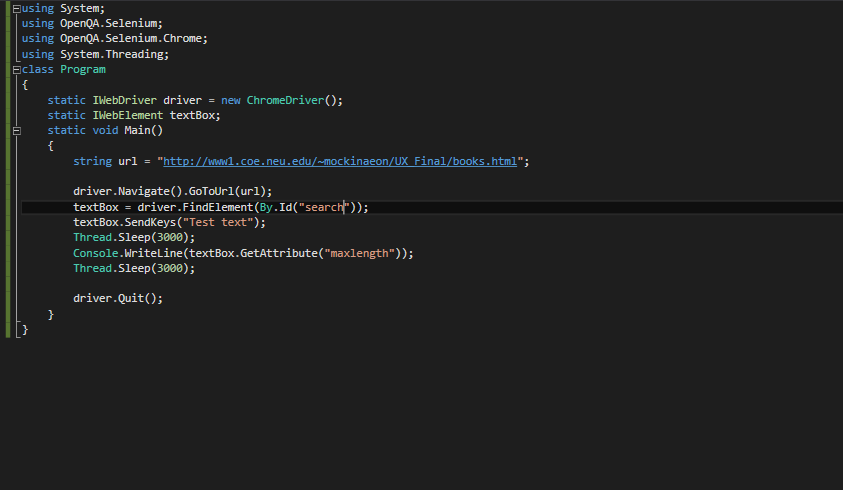 using System;
using OpenQA.Selenium;
using OpenQA.Selenium.Chrome;
using System.Threading;
class Program
{
    static IWebDriver driver = new ChromeDriver();
    static IWebElement textBox;
    static void Main()
    {
        string url = "http://www1.coe.neu.edu/~mockinaeon/UX_Final/books.html";

        driver.Navigate().GoToUrl(url);
        textBox = driver.FindElement(By.Id("search"));
        textBox.SendKeys("Test text");
        Thread.Sleep(3000);
        Console.WriteLine(textBox.GetAttribute("maxlength"));
        Thread.Sleep(3000);

        driver.Quit();
    }
}